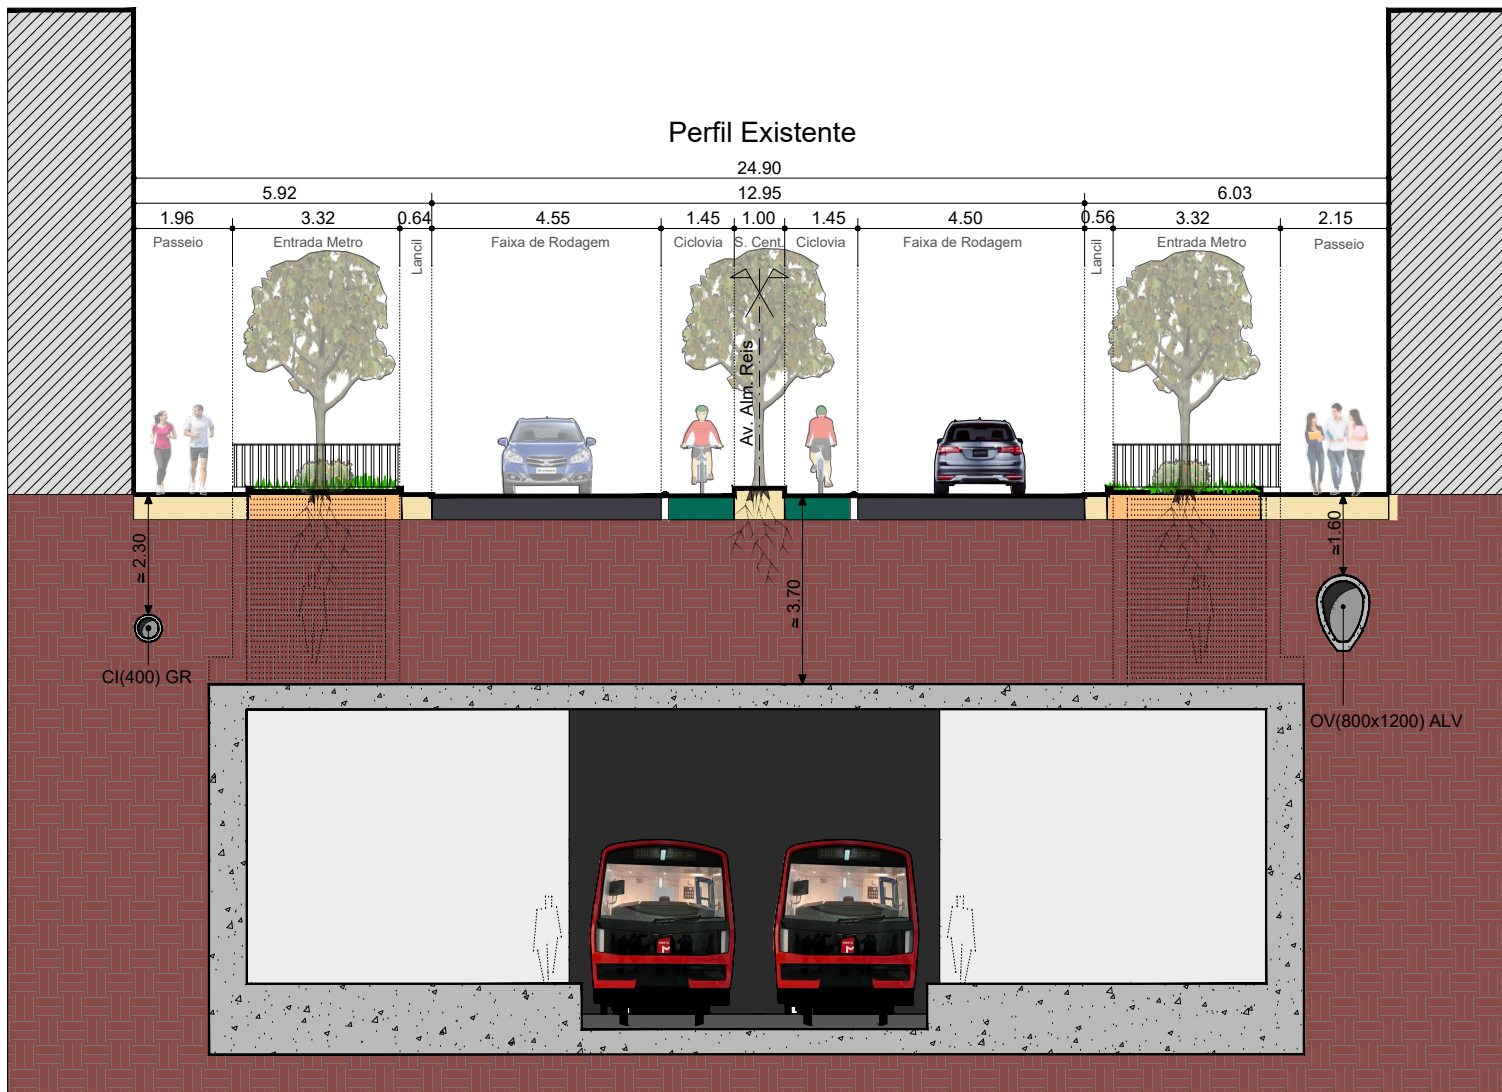 Perfil Existente
24.90
5.92 12.95 6.03
1.96 3.32 0.64 4.55 1.45 1.00 1.45 4.50 0.56 3.32 2.15
Passeio Entrada Metro Lancil Faixa de Rodagem Ciclovia S. Cent. Ciclovia Faixa de Rodagem Lancil Entrada Metro Passeio
Av. Alm. Reis
≃ 2.30
≃ 3.70
≃1.60
CI(400) GR
OV(800x1200) ALV